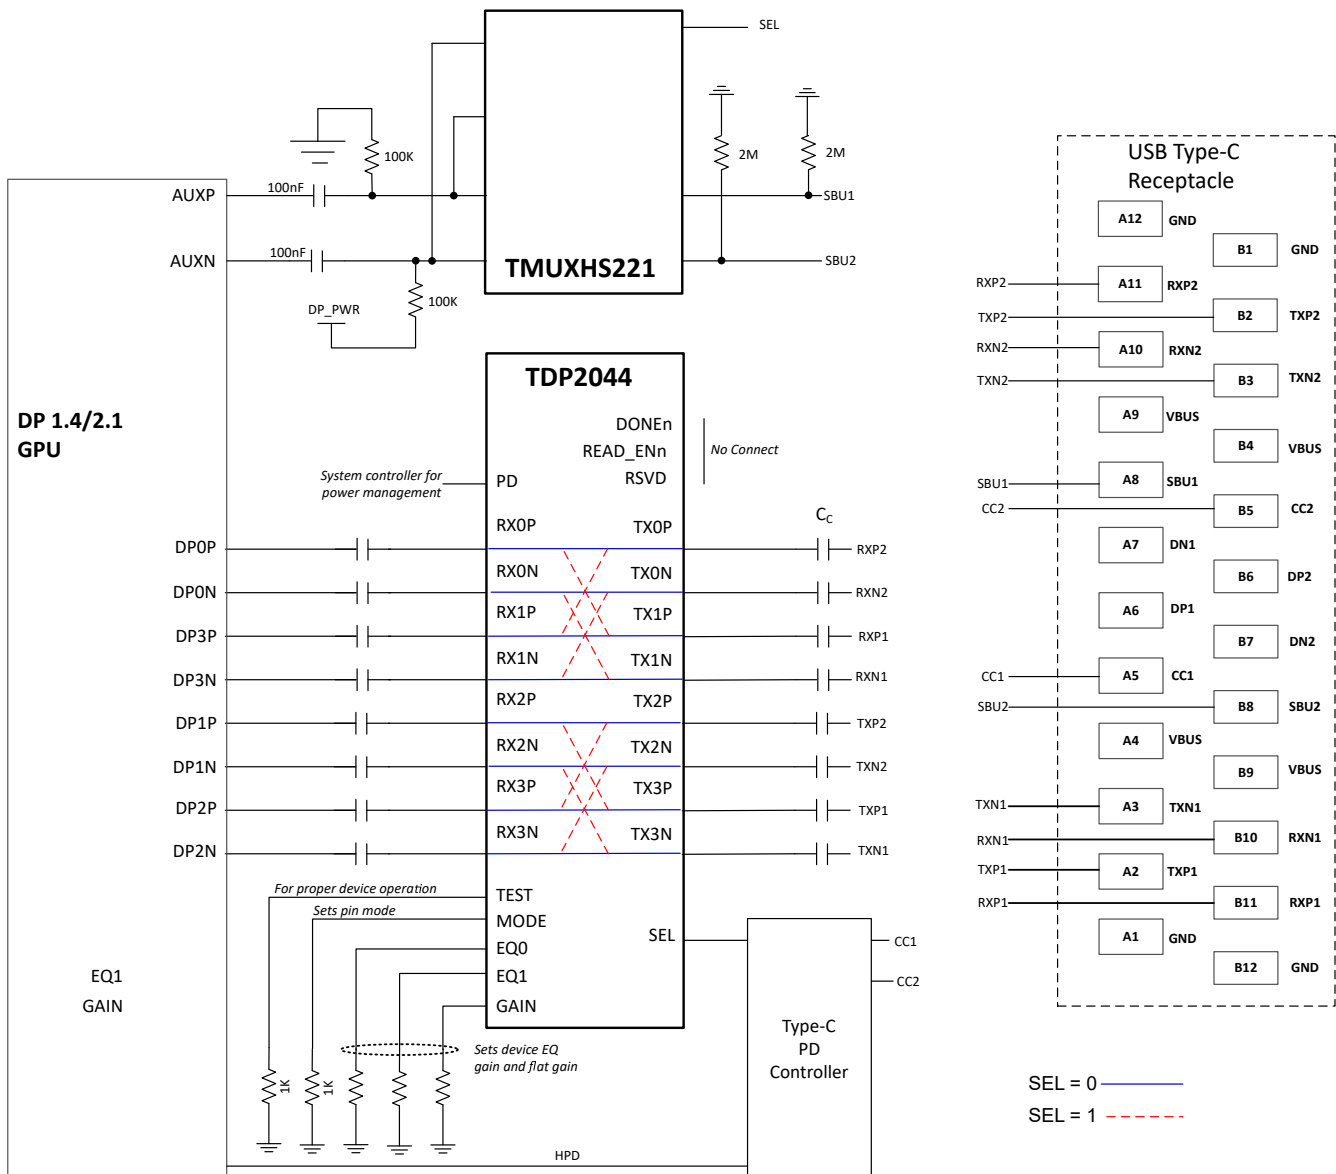 SEL
100K
2M
2M
AUXP
100nF
SBU1
AUXN
100nF
SBU2
TMUXHS221
DP_PWR
100K
DP 1.4/2.1
GPU
TDP2044
DONEn
READ_ENn
RSVD
No Connect
System controller for
power management
PD
RX0P
TX0P
CC
DP0P
RXP2
RX0N
TX0N
DP0N
RXN2
RX1P
TX1P
DP3P
RXP1
RX1N
TX1N
DP3N
RXN1
RX2P
TX2P
DP1P
TXP2
RX2N
TX2N
DP1N
TXN2
RX3P
TX3P
DP2P
TXP1
RX3N
TX3N
DP2N
TXN1
For proper device operation
TEST
Sets pin mode
MODE
EQ0
EQ1
GAIN
SEL
EQ1
GAIN
Sets device EQ
gain and flat gain
1K
1K
HPD
CC1
CC2
Type-C
PD
Controller
USB Type-C
Receptacle
A12 GND
B1 GND
RXP2 A11 RXP2
TXP2 B2 TXP2
RXN2 A10 RXN2
TXN2 B3 TXN2
A9 VBUS
B4 VBUS
SBU1 A8 SBU1
CC2 B5 CC2
A7 DN1
B6 DP2
A6 DP1
B7 DN2
CC1 A5 CC1
SBU2 B8 SBU2
A4 VBUS
B9 VBUS
TXN1 A3 TXN1
RXN1 B10 RXN1
TXP1 A2 TXP1
RXP1 B11 RXP1
A1 GND
B12 GND
SEL = 0
SEL = 1